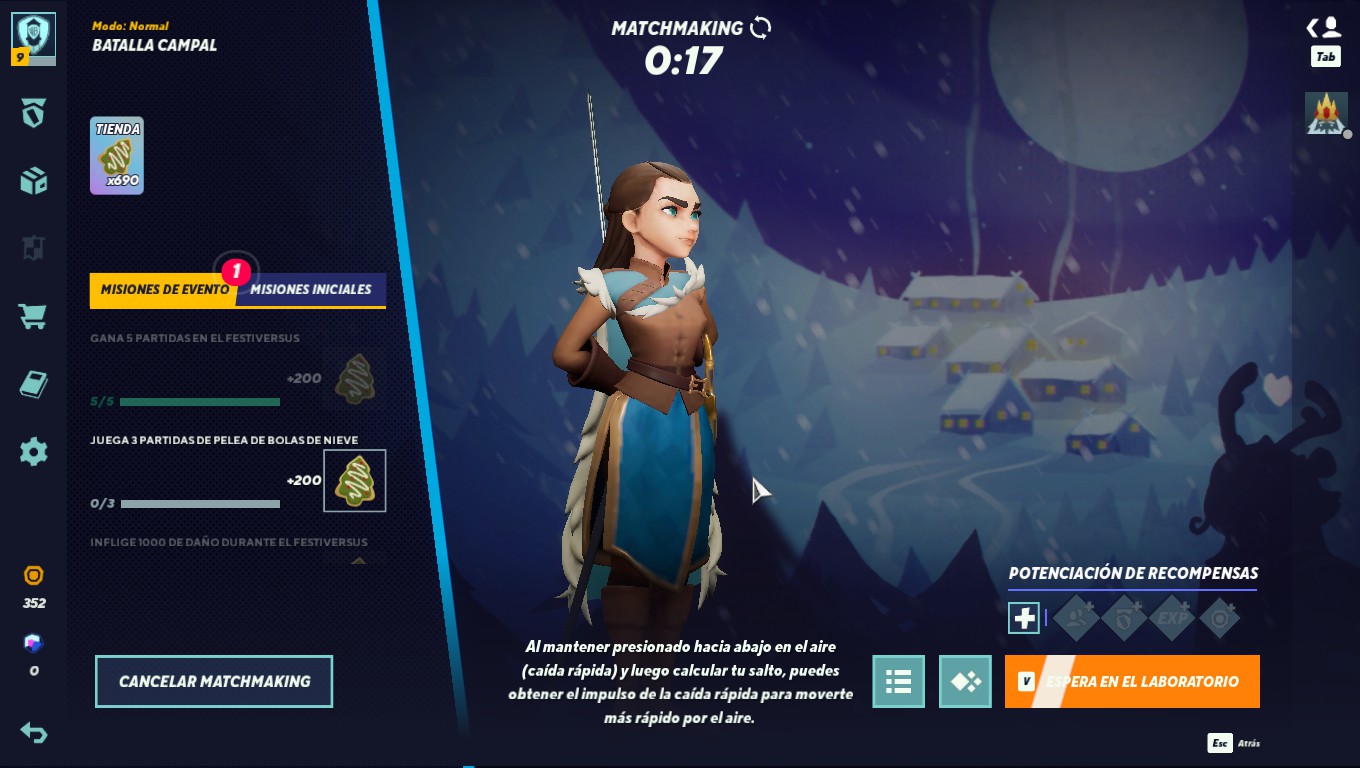 9
Modo: Normal
BATALLA CAMPAL
MATCHMAKING
0:17
Tab
TIENDA
x690
1
MISIONES DE EVENTO
MISIONES INICIALES
GANA 5 PARTIDAS EN EL FESTIVERSUS
+200
5/5
JUEGA 3 PARTIDAS DE PELEA DE BOLAS DE NIEVE
+200
0/3
INFLIGE 1000 DE DAÑO DURANTE EL FESTIVERSUS
352
0
CANCELAR MATCHMAKING
Al mantener presionado hacia abajo en el aire
(caída rápida) y luego calcular tu salto, puedes
obtener el impulso de la caída rápida para moverte
más rápido por el aire.
POTENCIACIÓN DE RECOMPENSAS
EXP
V ESPERA EN EL LABORATORIO
Esc Atrás